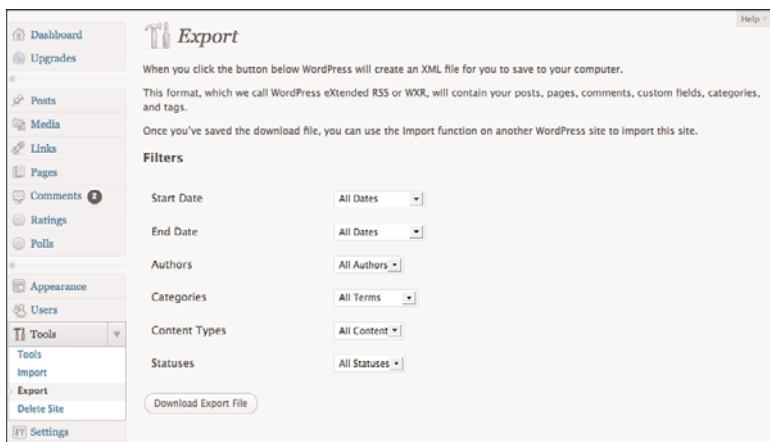 Help
Dashboard
Upgrades
Posts
Media
Links
Pages
Comments 2
Ratings
Polls
Appearance
Users
Tools
Tools
Import
Export
Delete Site
Settings
Export
When you click the button below WordPress will create an XML file for you to save to your computer.
This format, which we call WordPress eXtended RSS or WXR, will contain your posts, pages, comments, custom fields, categories,
and tags.
Once you've saved the download file, you can use the Import function on another WordPress site to import this site.
Filters
Start Date All Dates
End Date All Dates
Authors All Authors
Categories All Terms
Content Types All Content
Statuses All Statuses
Download Export File